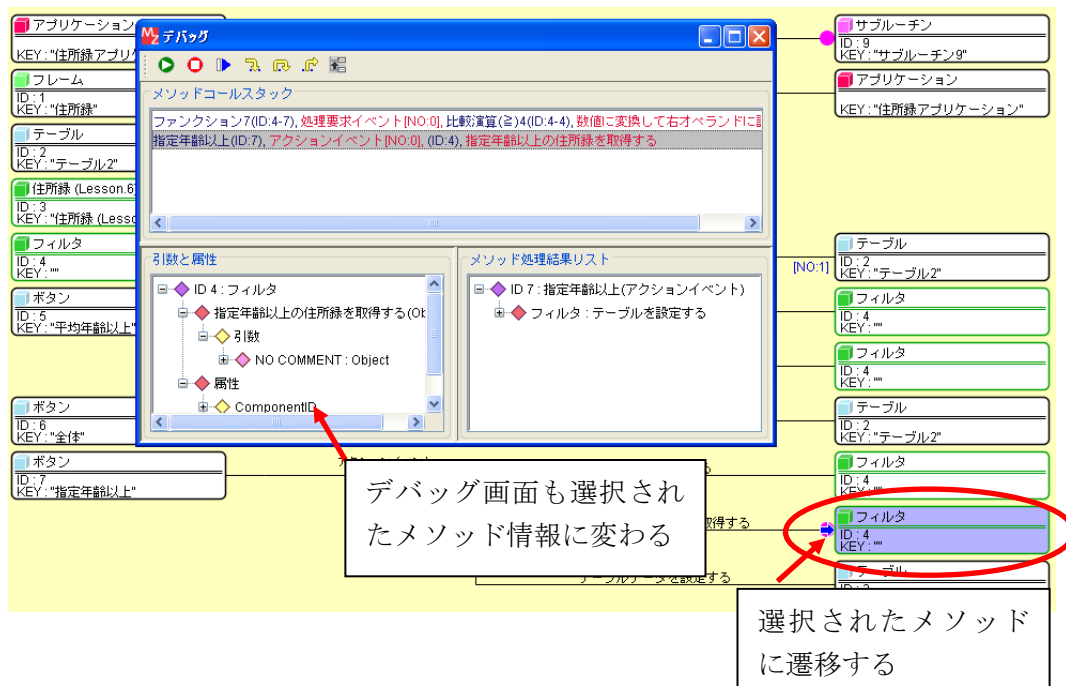 アプリケーション
KEY:"住所録アプリ
フレーム
ID:1
KEY:"住所録"
テーブル
ID:2
KEY:"テーブル2"
住所録 (Lesson.6
ID:3
KEY:"住所録 (Less
フィルタ
ID:4
KEY:""
ボタン
ID:5
KEY:"平均年齢以上"
ボタン
ID:6
KEY:"全体"
ボタン
ID:7
KEY:"指定年齢以上"
デバッグ
メソッドコールスタック
ファンクション7(ID:4-7), 処理要求イベント[NO:0], 比較演算(≧)4(ID:4-4), 数値に変換して右オペランドに
指定年齢以上(ID:7), アクションイベント[NO:0], (ID:4), 指定年齢以上の住所録を取得する
引数と属性
ID 4 : フィルタ
指定年齢以上の住所録を取得する(Ob
引数
NO COMMENT : Object
属性
ComponentID
メソッド処理結果リスト
ID 7 : 指定年齢以上(アクションイベント)
フィルタ : テーブルを設定する
サブルーチン
ID:9
KEY:"サブルーチン9"
アプリケーション
KEY:"住所録アプリケーション"
[NO:1]
テーブル
ID:2
KEY:"テーブル2"
フィルタ
ID:4
KEY:""
フィルタ
ID:4
KEY:""
テーブル
ID:2
KEY:"テーブル2"
フィルタ
ID:4
KEY:""
取得する
フィルタ
ID:4
KEY:""
テーブルデータを設定する
テーブル
デバッグ画面も選択され
たメソッド情報に変わる
選択されたメソッド
に遷移する